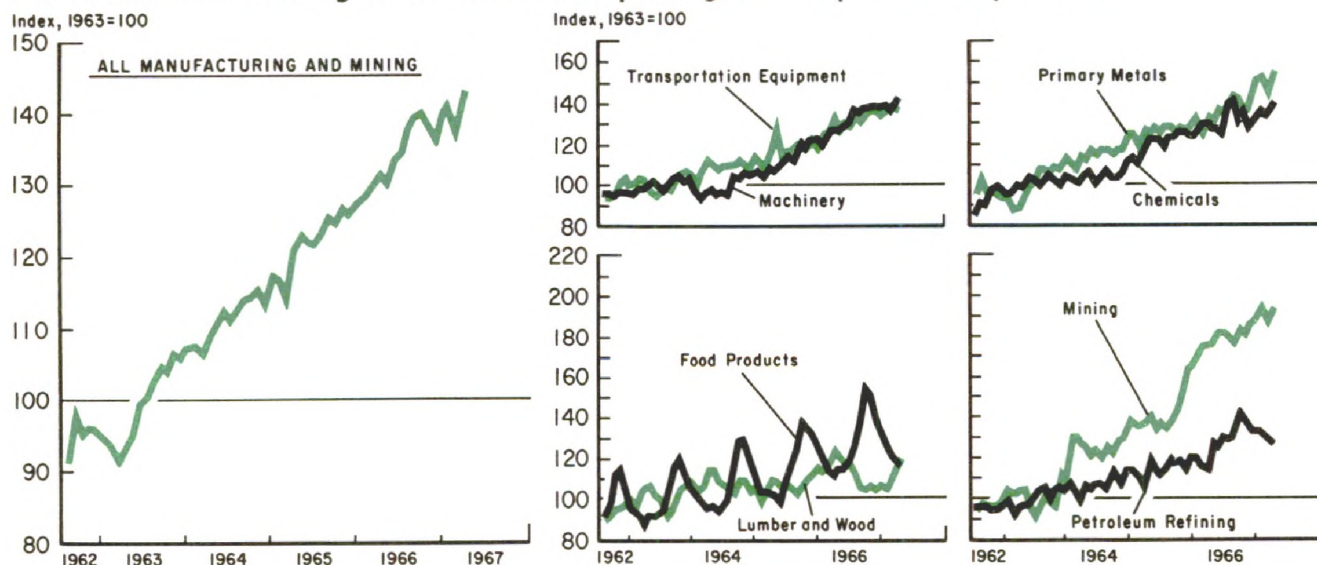 Index, 1963=100
150
140
130
120
110
100
90
80
ALL MANUFACTURING AND MINING
1962 1963 1964 1965 1966 1967
Index, 1963=100
160
140
120
100
80
Transportation Equipment
Machinery
Primary Metals
Chemicals
220
200
180
160
140
120
100
80
Food Products
Lumber and Wood
1962 1964 1966
Mining
Petroleum Refining
1962 1964 1966